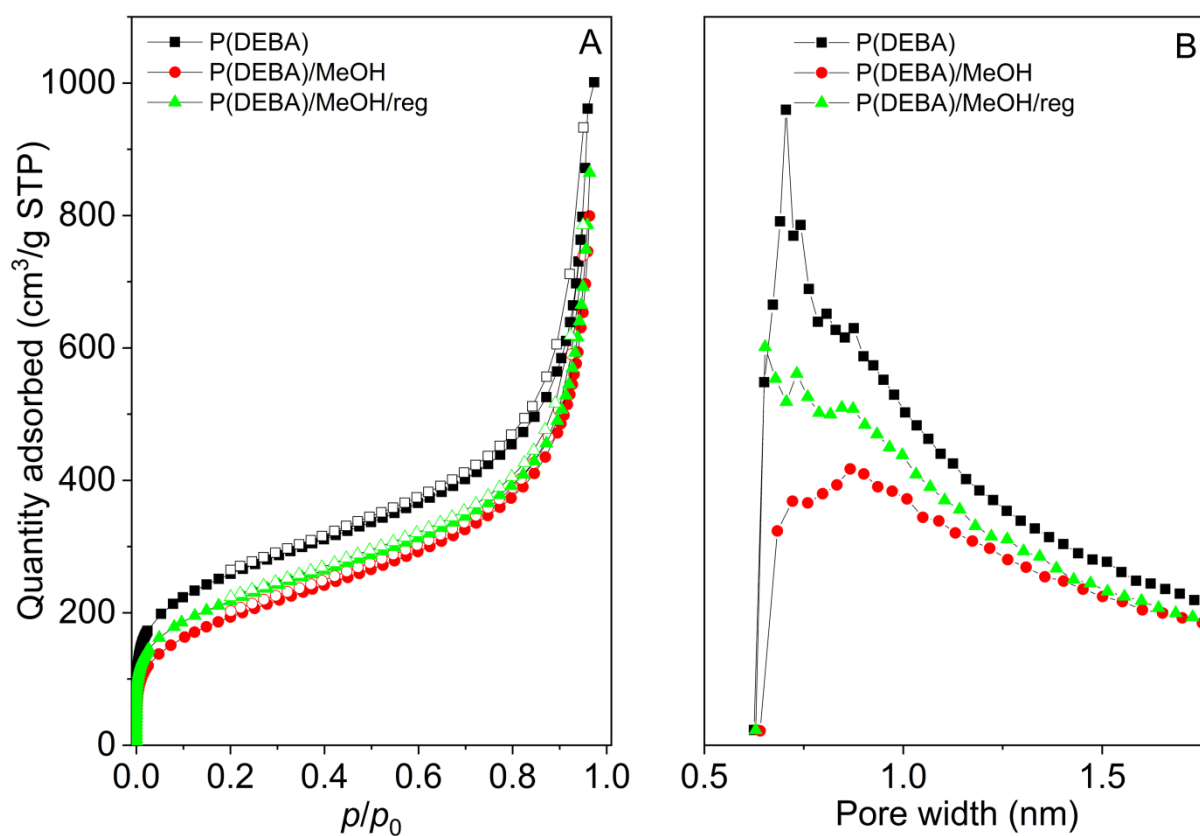 A
P(DEBA)
P(DEBA)/MeOH
P(DEBA)/MeOH/reg
Quantity adsorbed (cm³/g STP)
1000
800
600
400
200
0
0.0 0.2 0.4 0.6 0.8 1.0
p/p₀
B
P(DEBA)
P(DEBA)/MeOH
P(DEBA)/MeOH/reg
0.5 1.0 1.5
Pore width (nm)